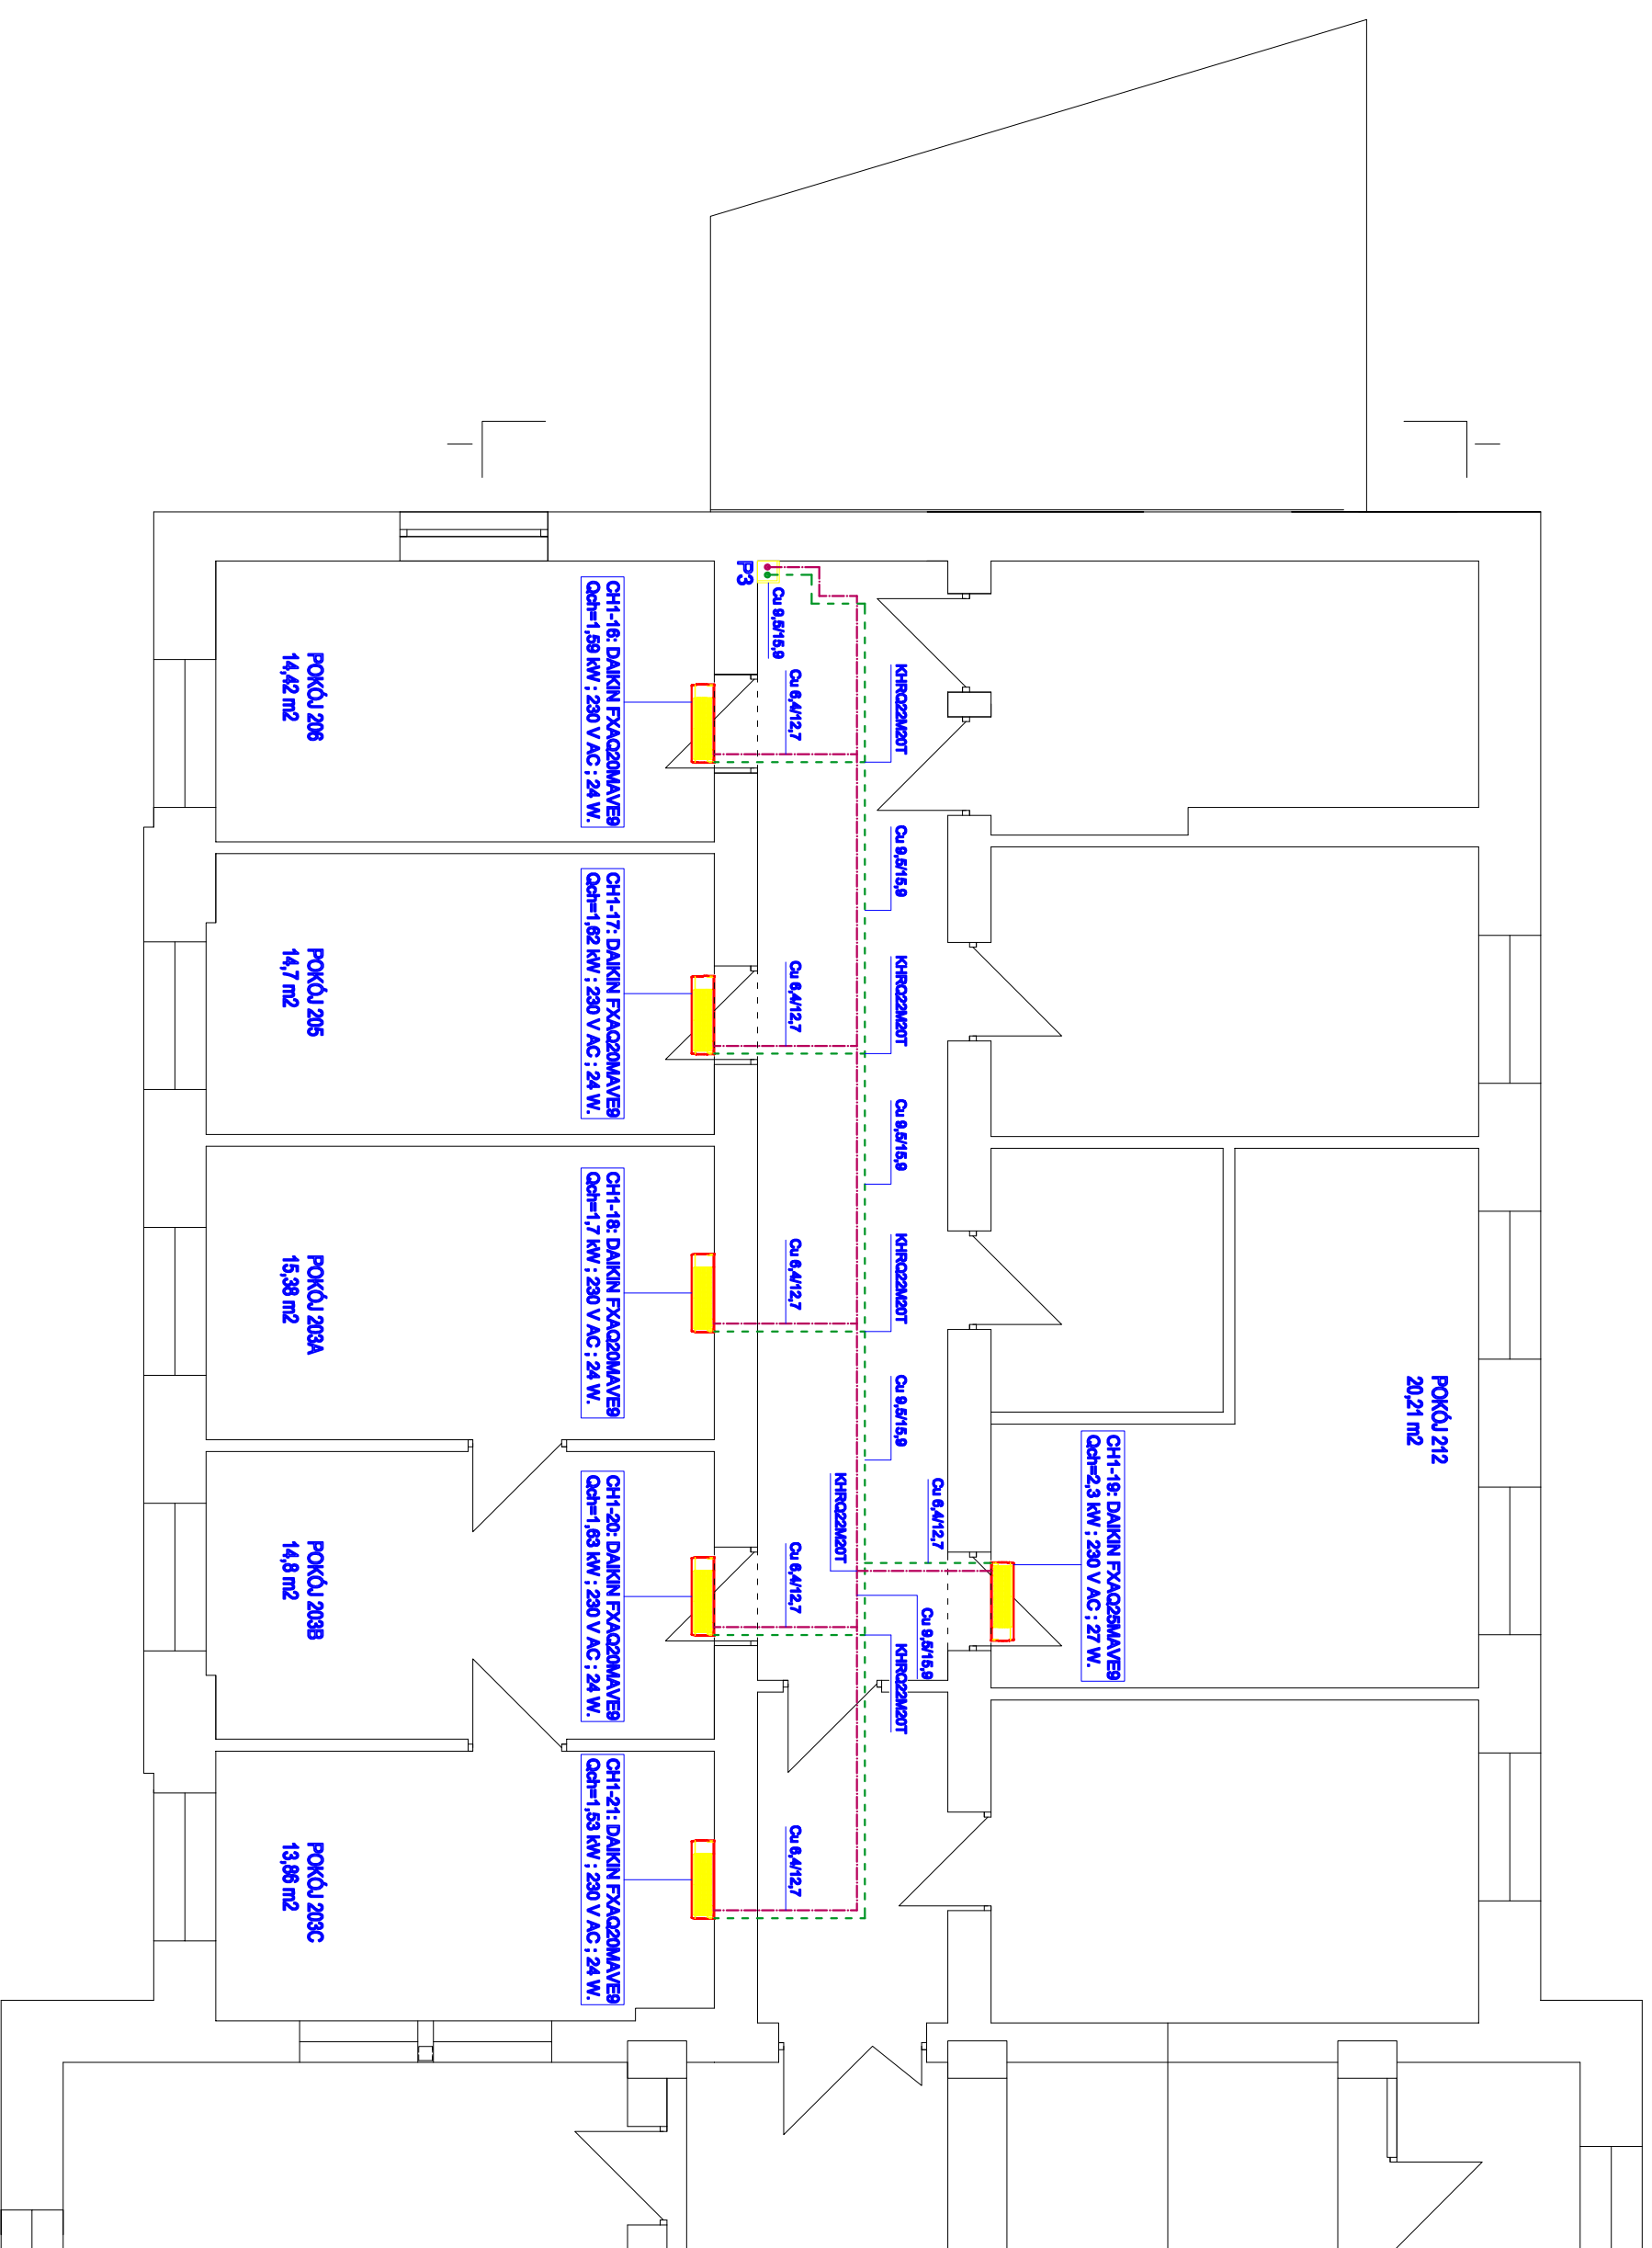 POKÓJ 212
20,21 m2
CH1-19: DAIKIN FXAQ25MAVE9
Qch=2,3 kW ; 230 V AC ; 27 W.
KHRQ22M20T
Cu 9,5/15,9
KHRQ22M20T
Cu 9,5/15,9
KHRQ22M20T
Cu 9,5/15,9
Cu 6,4/12,7
KHRQ22M20T
Cu 9,5/15,9
KHRQ22M20T
P3
Cu 9,5/15,9
Cu 6,4/12,7
Cu 6,4/12,7
Cu 6,4/12,7
Cu 6,4/12,7
Cu 6,4/12,7
CH1-16: DAIKIN FXAQ20MAVE9
Qch=1,59 kW ; 230 V AC ; 24 W.
CH1-17: DAIKIN FXAQ20MAVE9
Qch=1,62 kW ; 230 V AC ; 24 W.
CH1-18: DAIKIN FXAQ20MAVE9
Qch=1,7 kW ; 230 V AC ; 24 W.
CH1-20: DAIKIN FXAQ20MAVE9
Qch=1,63 kW ; 230 V AC ; 24 W.
CH1-21: DAIKIN FXAQ20MAVE9
Qch=1,53 kW ; 230 V AC ; 24 W.
POKÓJ 206
14,42 m2
POKÓJ 205
14,7 m2
POKÓJ 203A
15,38 m2
POKÓJ 203B
14,8 m2
POKÓJ 203C
13,86 m2